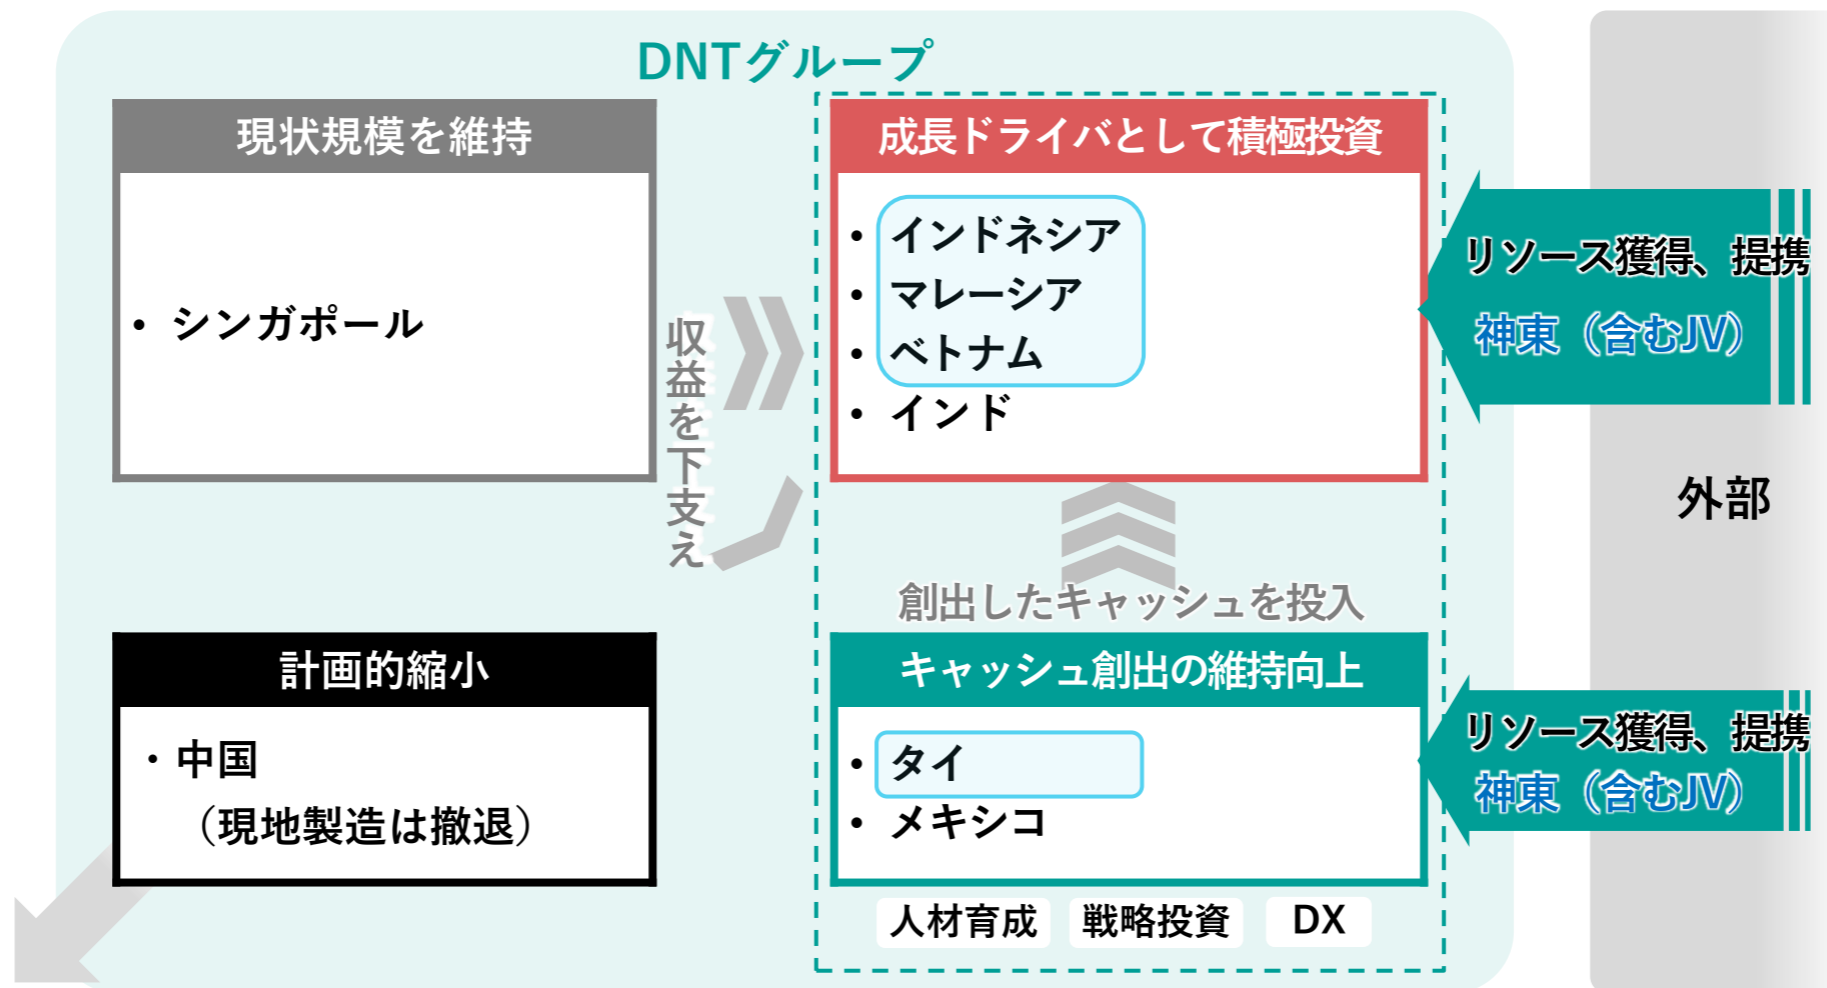 DNTグループ
現状規模を維持
・ シンガポール
収益を下支え
成長ドライバとして積極投資
・ インドネシア
・ マレーシア
・ ベトナム
・ インド
リソース獲得、提携
神東（含むJV）
外部
創出したキャッシュを投入
計画的縮小
・中国
（現地製造は撤退）
キャッシュ創出の維持向上
・ タイ
・ メキシコ
リソース獲得、提携
神東（含むJV）
人材育成
戦略投資
DX